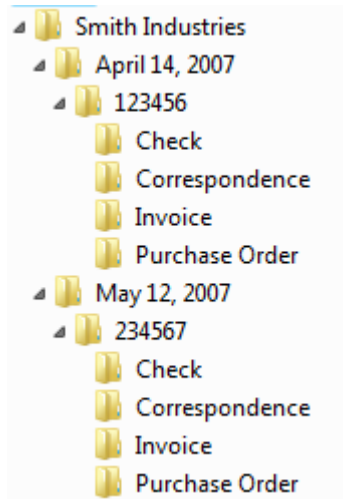 Smith Industries
April 14, 2007
123456
Check
Correspondence
Invoice
Purchase Order
May 12, 2007
234567
Check
Correspondence
Invoice
Purchase Order